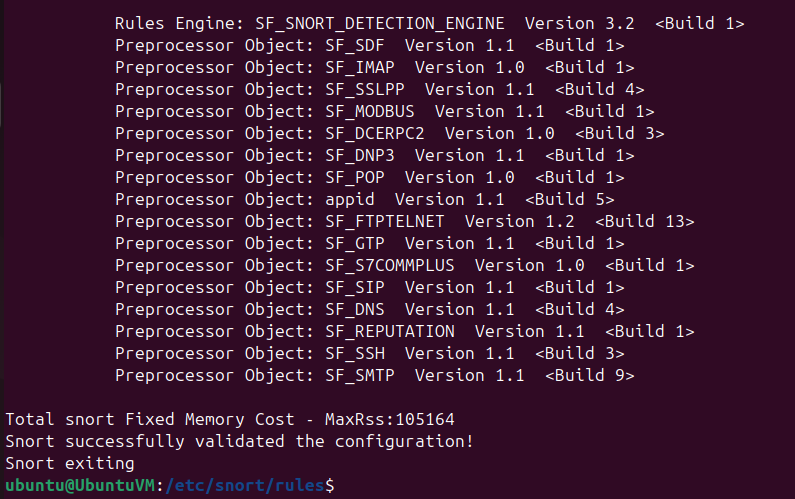 Rules Engine: SF_SNORT_DETECTION_ENGINE  Version 3.2  <Build 1>
Preprocessor Object: SF_SDF  Version 1.1  <Build 1>
Preprocessor Object: SF_IMAP  Version 1.0  <Build 1>
Preprocessor Object: SF_SSLPP  Version 1.1  <Build 4>
Preprocessor Object: SF_MODBUS  Version 1.1  <Build 1>
Preprocessor Object: SF_DCERPC2  Version 1.0  <Build 3>
Preprocessor Object: SF_DNP3  Version 1.1  <Build 1>
Preprocessor Object: SF_POP  Version 1.0  <Build 1>
Preprocessor Object: appid  Version 1.1  <Build 5>
Preprocessor Object: SF_FTPTELNET  Version 1.2  <Build 13>
Preprocessor Object: SF_GTP  Version 1.1  <Build 1>
Preprocessor Object: SF_S7COMMPLUS  Version 1.0  <Build 1>
Preprocessor Object: SF_SIP  Version 1.1  <Build 1>
Preprocessor Object: SF_DNS  Version 1.1  <Build 4>
Preprocessor Object: SF_REPUTATION  Version 1.1  <Build 1>
Preprocessor Object: SF_SSH  Version 1.1  <Build 3>
Preprocessor Object: SF_SMTP  Version 1.1  <Build 9>
Total snort Fixed Memory Cost - MaxRss:105164
Snort successfully validated the configuration!
Snort exiting
ubuntu@UbuntuVM:/etc/snort/rules$